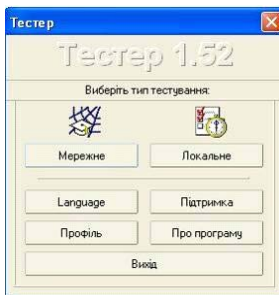 Тестер
Тестер 1.52
Виберіть тип тестування:
Мережне Локальне
Language Підтримка
Профіль Про програму
Вихід